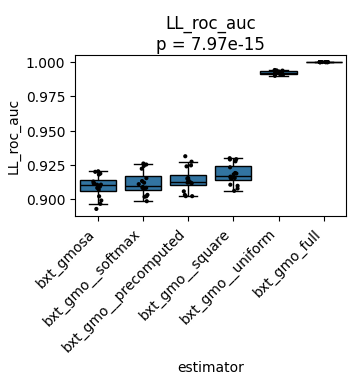 LL_roc_auc
p = 7.97e-15
LL_roc_auc
1.000
0.975
0.950
0.925
0.900
bxt_gmosa
bxt_gmo__softmax
bxt_gmo__precomputed
bxt_gmo__square
bxt_gmo__uniform
bxt_gmo_full
estimator